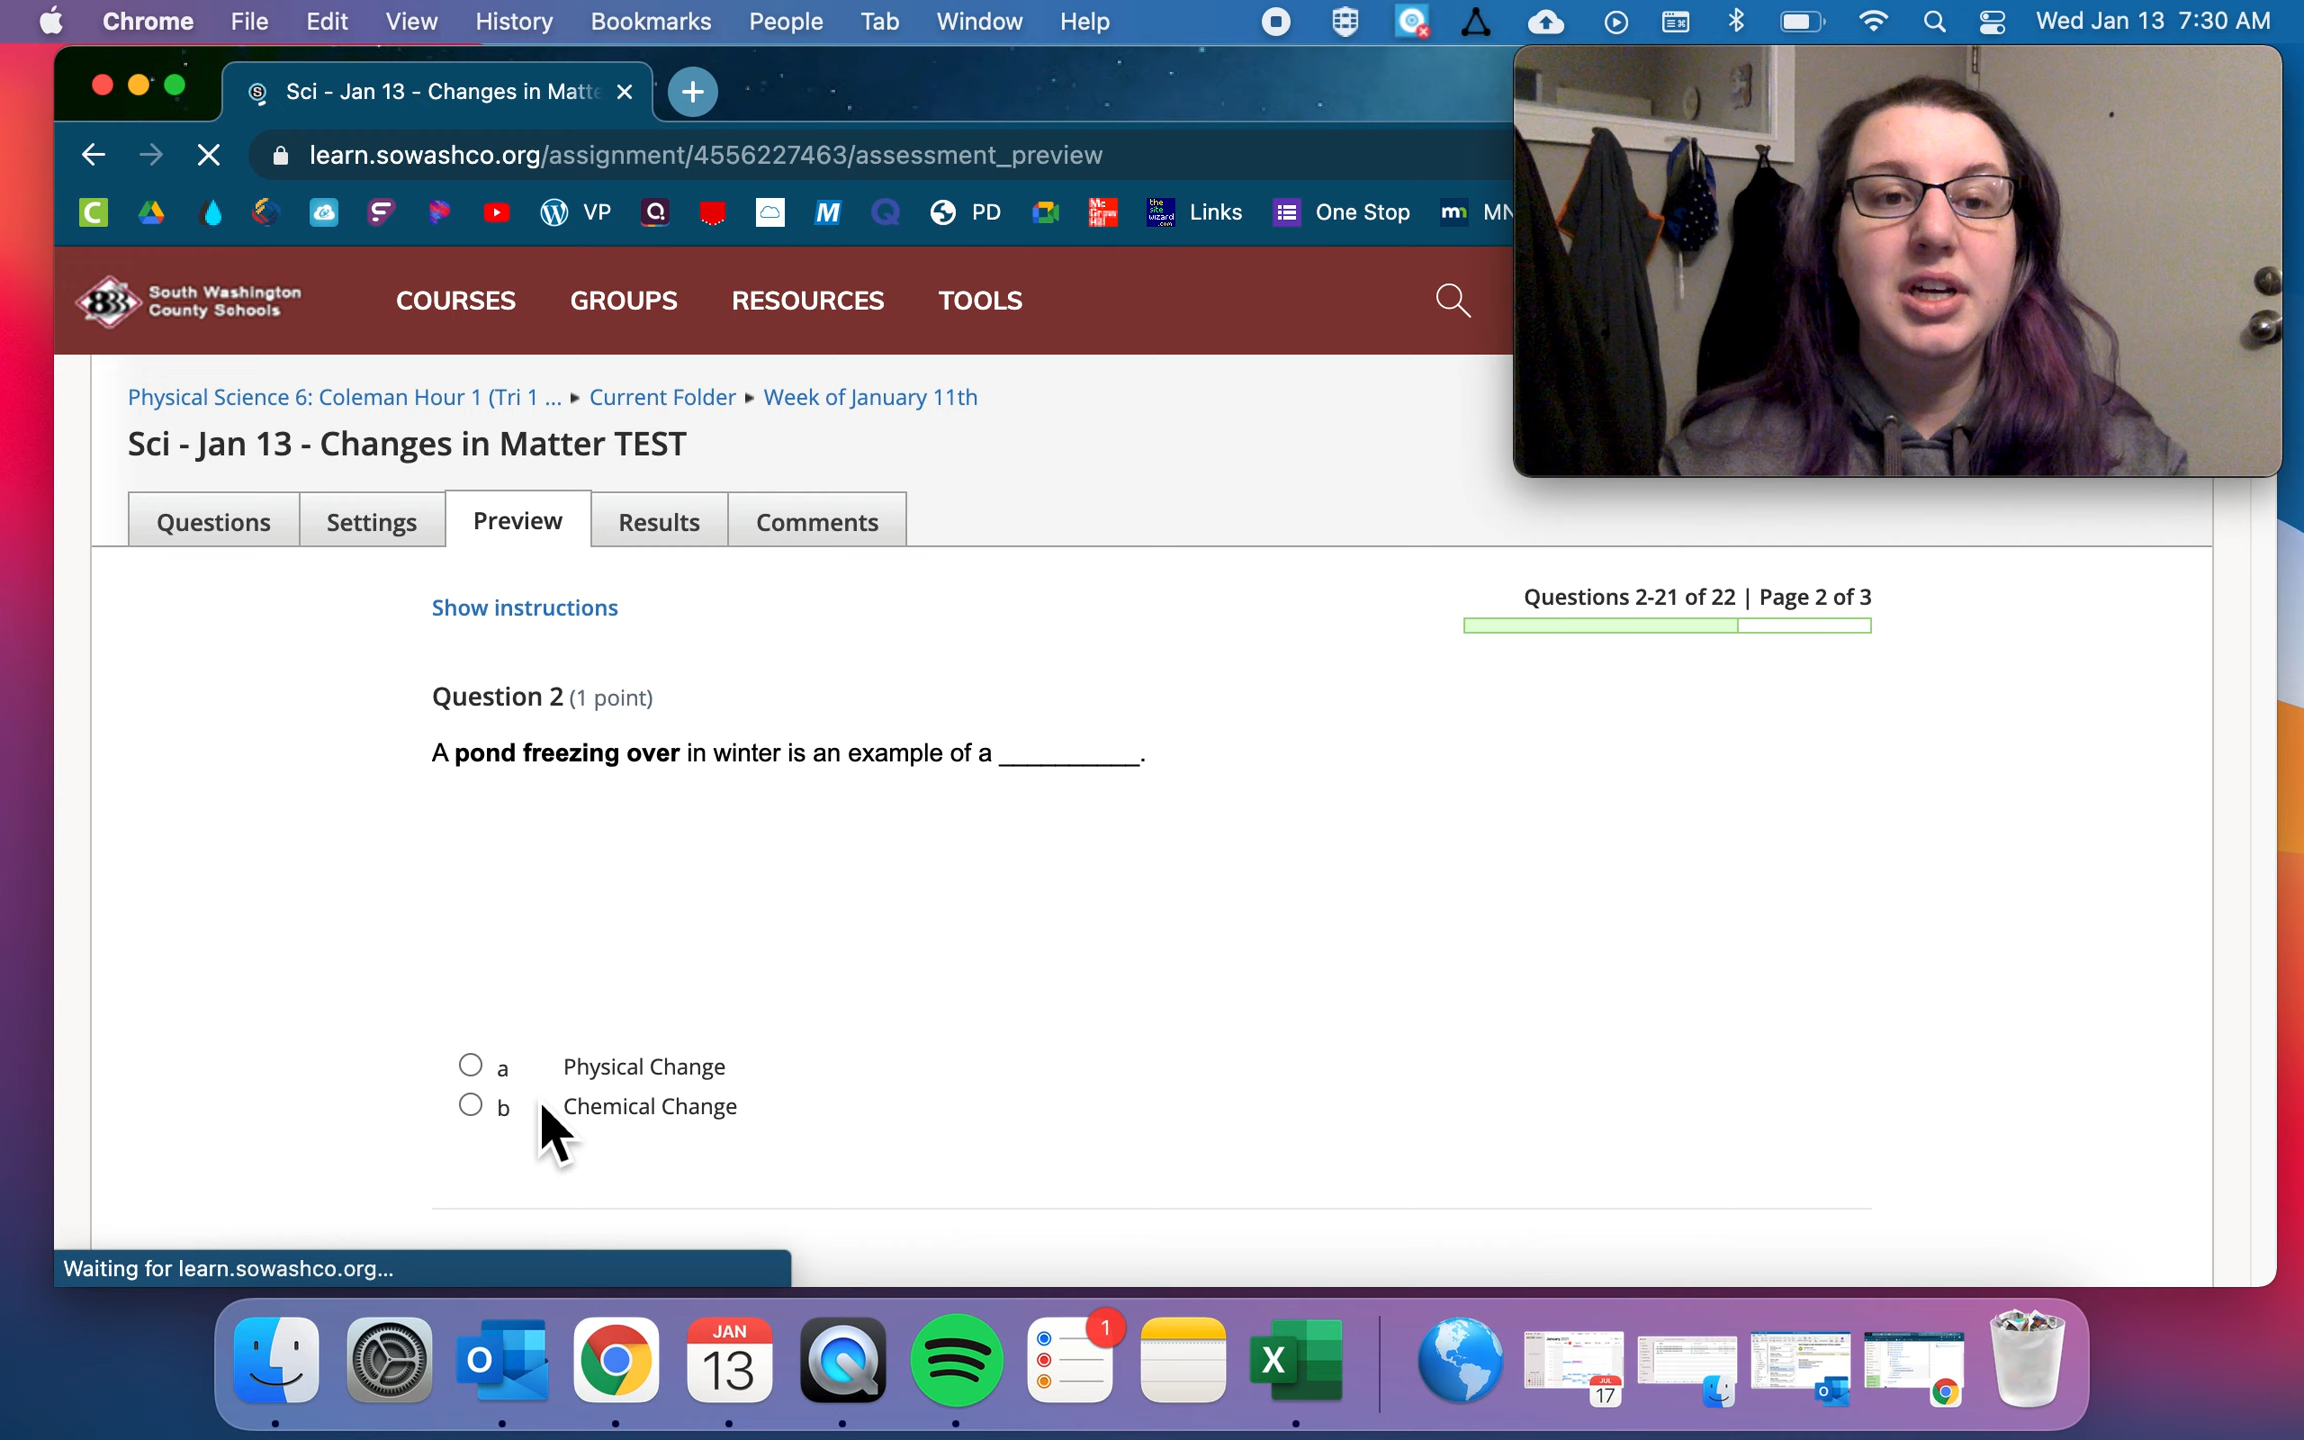 Chrome File Edit View History Bookmarks People Tab Window Help Wed Jan 13 7:30 AM
Sci - Jan 13 - Changes in Matte
learn.sowashco.org/assignment/4556227463/assessment_preview
VP PD Links One Stop MN
South Washington
County Schools
833
COURSES GROUPS RESOURCES TOOLS
Physical Science 6: Coleman Hour 1 (Tri 1 ... ▸ Current Folder ▸ Week of January 11th
Sci - Jan 13 - Changes in Matter TEST
Questions Settings Preview Results Comments
Show instructions
Questions 2-21 of 22 | Page 2 of 3
Question 2 (1 point)
A pond freezing over in winter is an example of a __________.
a Physical Change
b Chemical Change
Waiting for learn.sowashco.org...
JAN
13
1
JUL
17